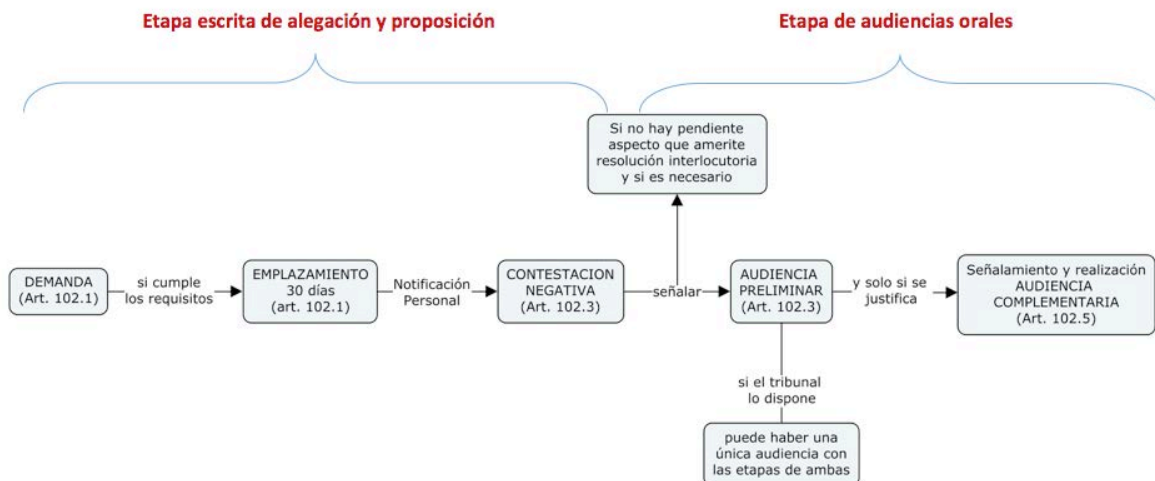 Etapa escrita de alegación y proposición
Etapa de audiencias orales
Si no hay pendiente
aspecto que amerite
resolución interlocutoria
y si es necesario
DEMANDA
(Art. 102.1)
si cumple
los requisitos
EMPLAZAMIENTO
30 días
(art. 102.1)
Notificación
Personal
CONTESTACION
NEGATIVA
(Art. 102.3)
señalar
AUDIENCIA
PRELIMINAR
(Art. 102.3)
y solo si se
justifica
Señalamiento y realización
AUDIENCIA
COMPLEMENTARIA
(Art. 102.5)
si el tribunal
lo dispone
puede haber una
única audiencia con
las etapas de ambas